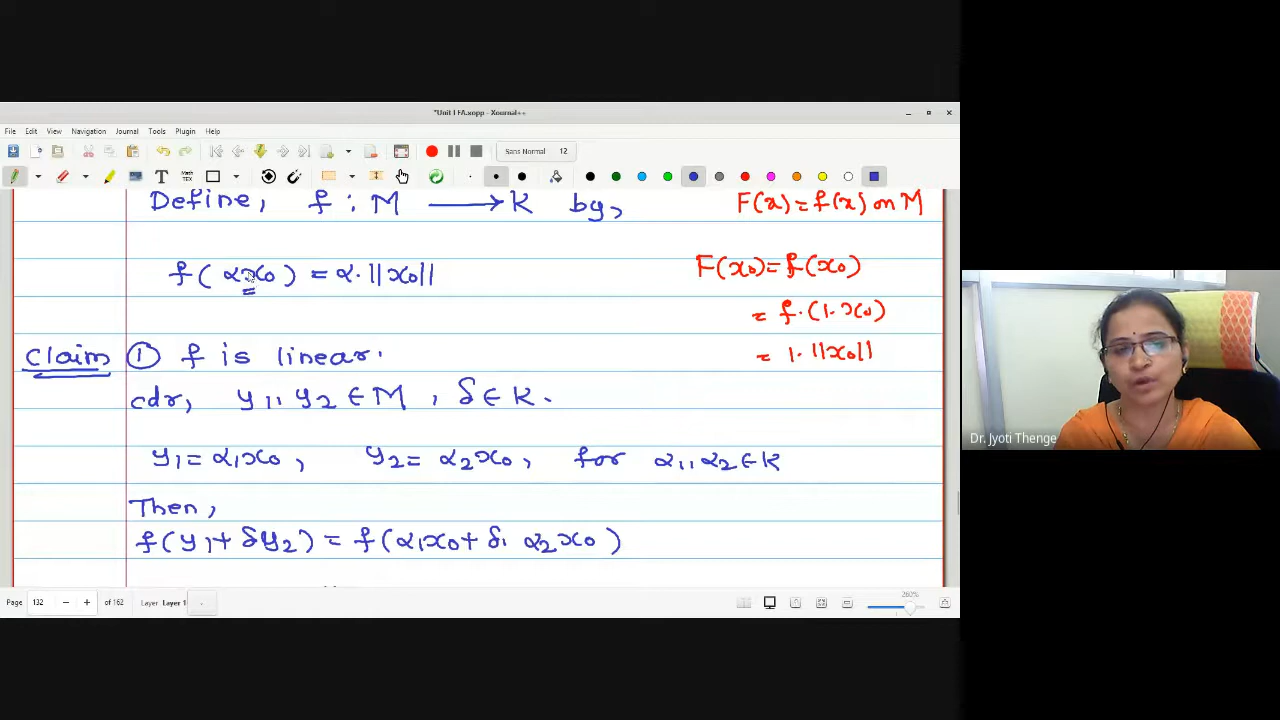 *Unit I FA.xopp - Xournal++
File Edit View Navigation Journal Tools Plugin Help
Sans Normal 12
Define, f : M ⟶ K by,
F(x) = f(x) on M
f(αx₀) = α·||x₀||
F(x₀) = f(x₀)
= f·(1·x₀)
= 1·||x₀||
Claim ① f is linear.
cdr, y₁, y₂ ∈ M, δ ∈ K.
y₁ = α₁x₀, y₂ = α₂x₀, for α₁, α₂ ∈ K
Then,
f(y₁ + δy₂) = f(α₁x₀ + δ. α₂x₀)
Dr. Jyoti Thenge
Page 132 of 162 Layer Layer 1
260%